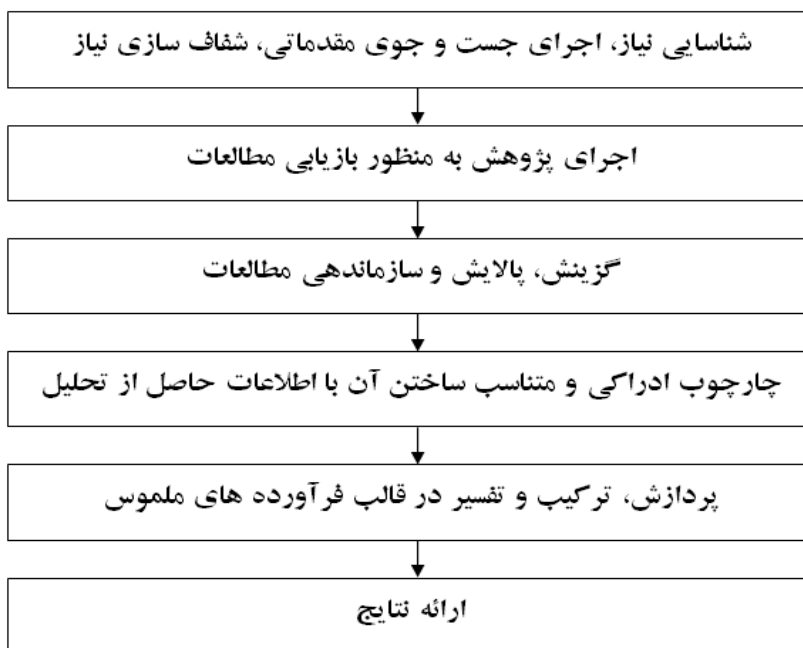 شناسایی نیاز، اجرای جست و جوی مقدماتی، شفاف سازی نیاز
اجرای پژوهش به منظور بازیابی مطالعات
گزینش، پالایش و سازماندهی مطالعات
چارچوب ادراکی و متناسب ساختن آن با اطلاعات حاصل از تحلیل
پردازش، ترکیب و تفسیر در قالب فرآورده های ملموس
ارائه نتایج